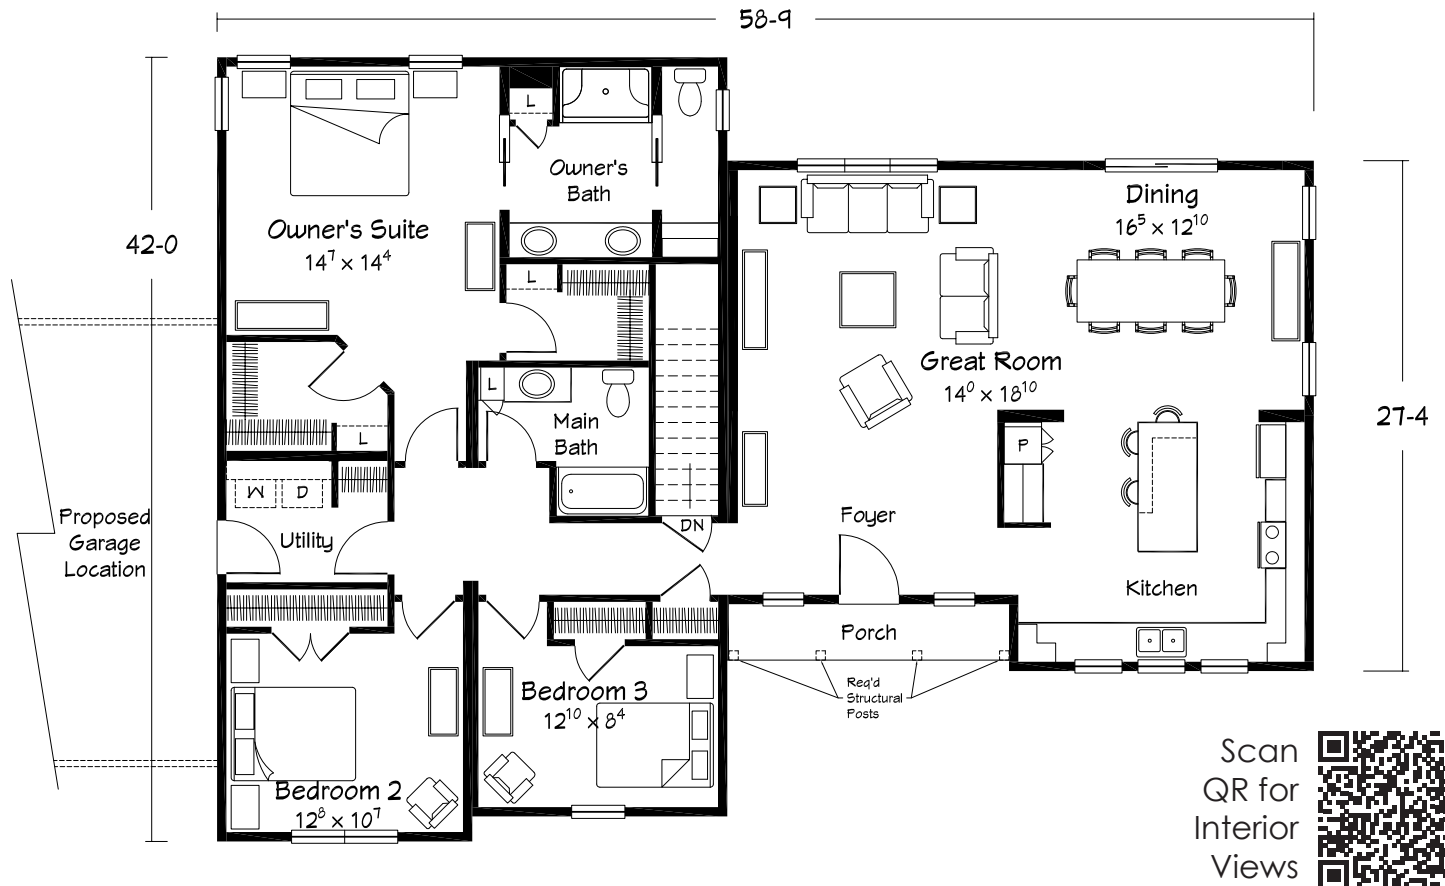 58-9
L
Owner's
Bath
Dining
16⁵ x 12¹⁰
42-0
Owner's Suite
14⁷ x 14⁴
L
Great Room
14⁰ x 18¹⁰
L
Main
Bath
27-4
L
P
W D
Proposed
Garage
Location
Utility
Foyer
DN
Kitchen
Porch
Req'd
Structural
Posts
Bedroom 3
12¹⁰ x 8⁴
Bedroom 2
12⁸ x 10⁷
Scan
QR for
Interior
Views